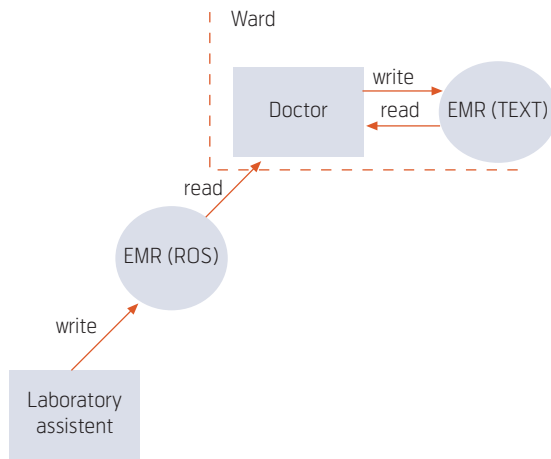 Ward
write
Doctor
read
EMR (TEXT)
read
EMR (ROS)
write
Laboratory
assistent